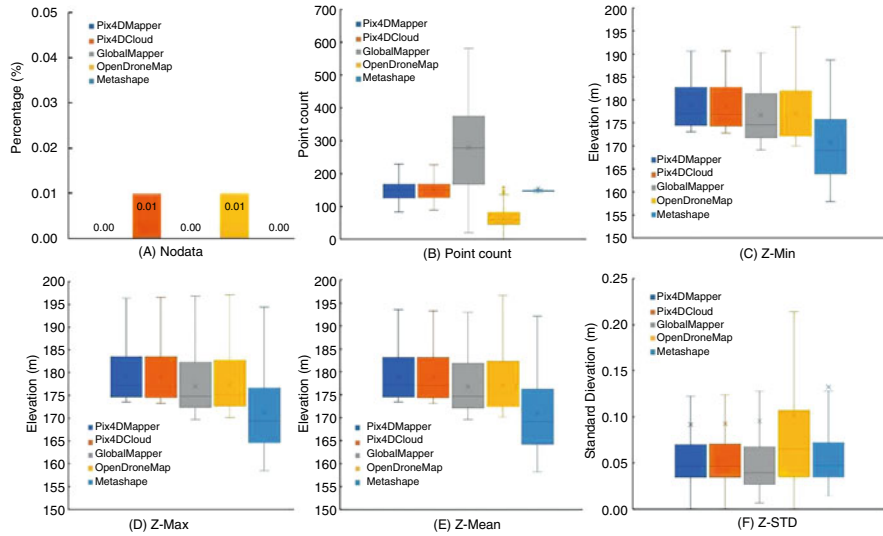 Percentage (%)
0.05
0.04
0.03
0.02
0.01
0.00
Pix4DMapper
Pix4DCloud
GlobalMapper
OpenDroneMap
Metashape
0.00
0.01
0.00
0.01
0.00
(A) Nodata
Point count
700
600
500
400
300
200
100
0
Pix4DMapper
Pix4DCloud
GlobalMapper
OpenDroneMap
Metashape
(B) Point count
Elevation (m)
200
195
190
185
180
175
170
165
160
155
150
Pix4DMapper
Pix4DCloud
GlobalMapper
OpenDroneMap
Metashape
(C) Z-Min
Elevation (m)
200
195
190
185
180
175
170
165
160
155
150
Pix4DMapper
Pix4DCloud
GlobalMapper
OpenDroneMap
Metashape
(D) Z-Max
Elevation (m)
200
195
190
185
180
175
170
165
160
155
150
Pix4DMapper
Pix4DCloud
GlobalMapper
OpenDroneMap
Metashape
(E) Z-Mean
Standard Dievation (m)
0.25
0.20
0.15
0.10
0.05
0.00
Pix4DMapper
Pix4DCloud
GlobalMapper
OpenDroneMap
Metashape
(F) Z-STD